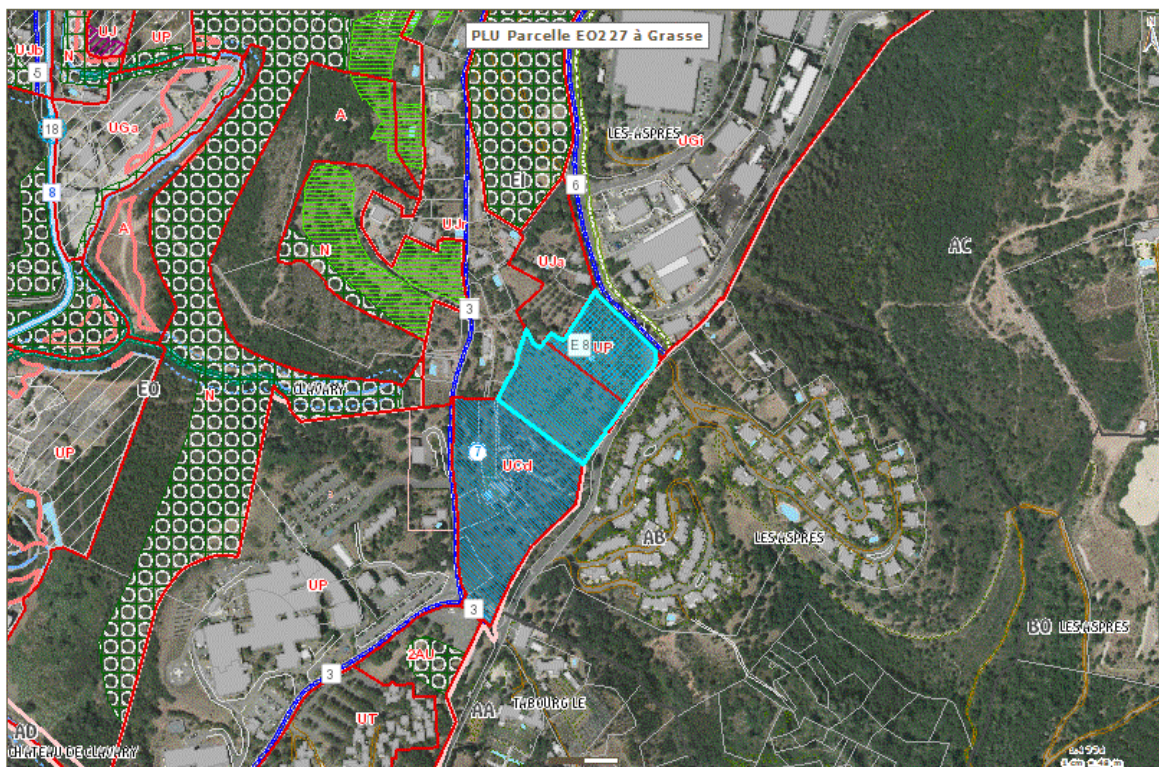 PLU Parcelle EO227 à Grasse
UJb
N
UJ
UP
5
UGa
18
8
A
A
EI
6
LES ASPRES
UGi
UJr
N
UJa
3
E 8
UP
AC
EO
N
CLAVARY
UP
7
UCd
AB
LES ASPRES
UP
3
3
2AU
UT
AA
TABOURG LE
BO
LES ASPRES
AD
CHATEAU DE CLAVARY